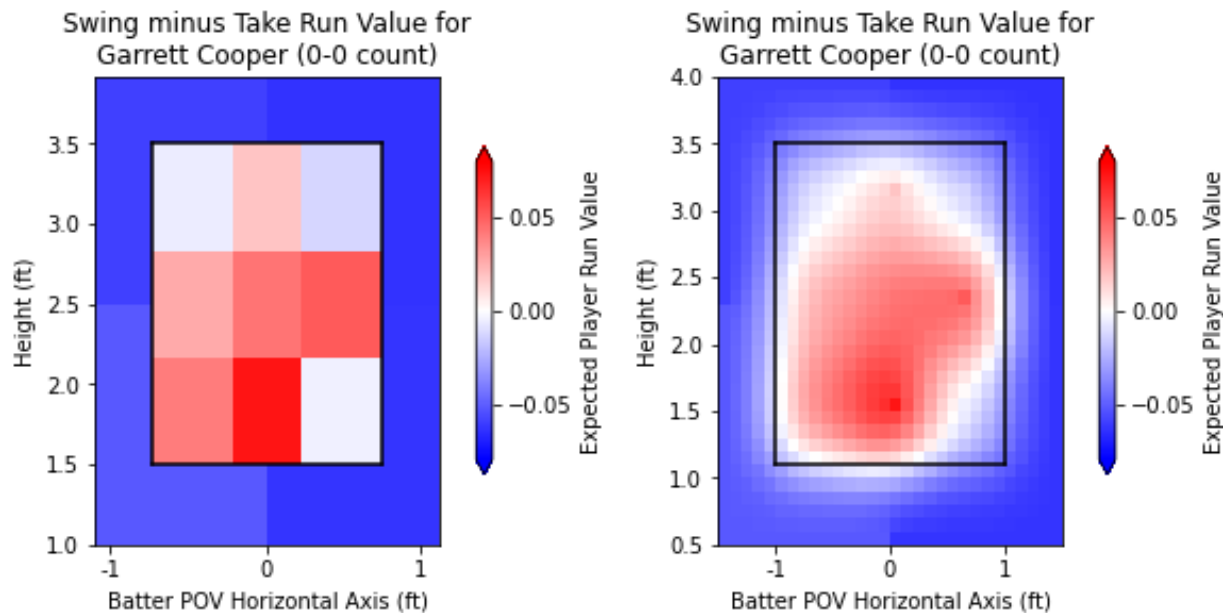 Swing minus Take Run Value for
Garrett Cooper (0-0 count)
3.5
3.0
2.5
2.0
1.5
1.0
Height (ft)
-1
0
1
Batter POV Horizontal Axis (ft)
0.05
0.00
−0.05
Expected Player Run Value
Swing minus Take Run Value for
Garrett Cooper (0-0 count)
4.0
3.5
3.0
2.5
2.0
1.5
1.0
0.5
Height (ft)
-1
0
1
Batter POV Horizontal Axis (ft)
0.05
0.00
−0.05
Expected Player Run Value